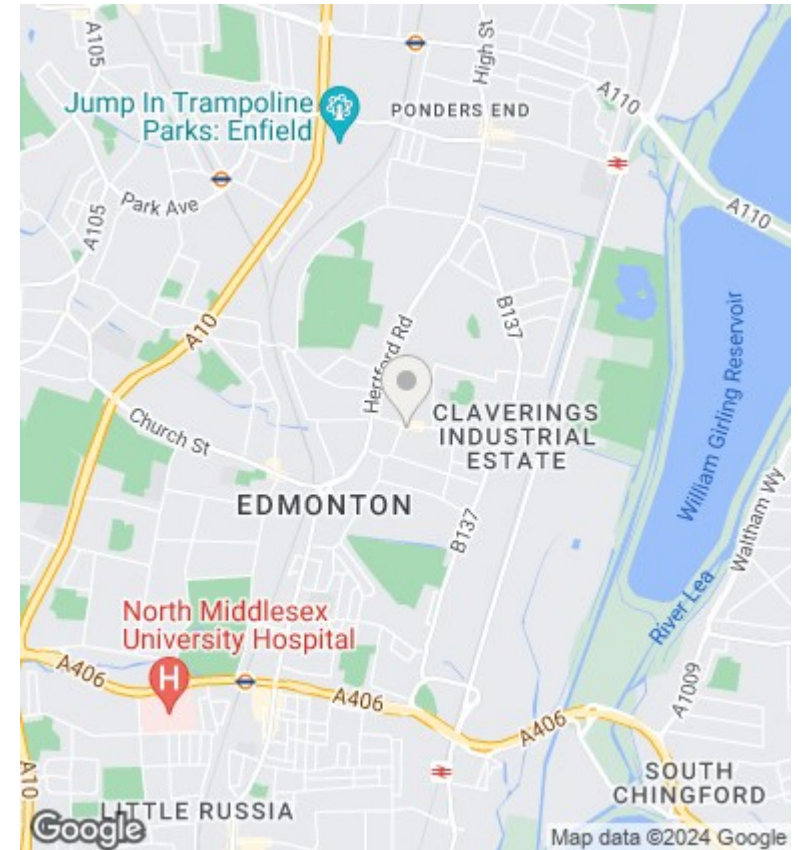 A105
High St
Jump In Trampoline
Parks: Enfield
PONDERS END
A110
Park Ave
A105
A110
B137
A10
Hertford Rd
William Girling Reservoir
CLAVERINGS
INDUSTRIAL
ESTATE
Church St
EDMONTON
B137
Waltham Wy
River Lea
North Middlesex
University Hospital
H
A406
A406
A1009
A406
A10
SOUTH
CHINGFORD
LITTLE RUSSIA
Google
Map data ©2024 Google